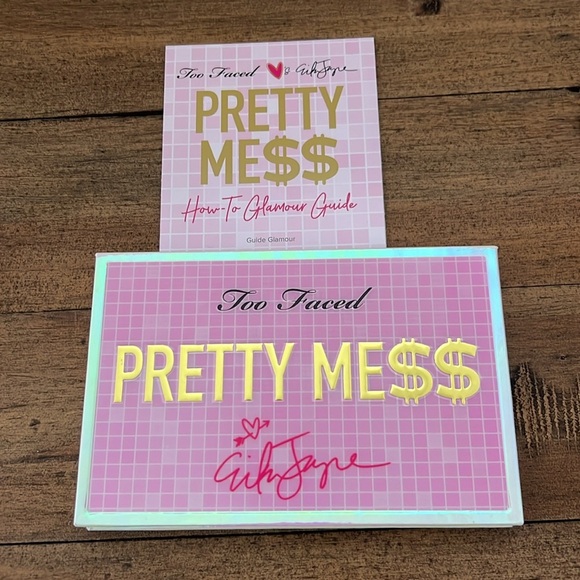 Too Faced Erika Jayne
PRETTY
ME$$
How-To Glamour Guide
Guide Glamour
Too Faced
PRETTY ME$$
Erika Jayne